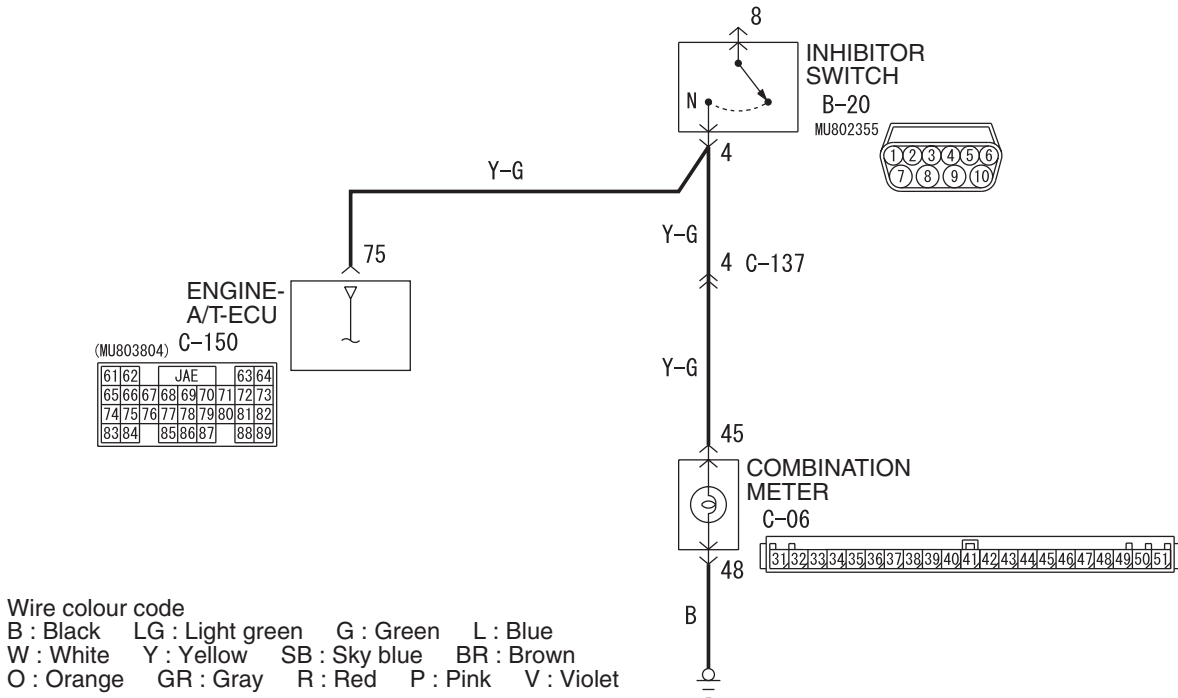 8
INHIBITOR
SWITCH
B-20
MU802355
N
1 2 3 4 5 6
7 8 9 10
4
Y-G
Y-G
4 C-137
75
ENGINE-
A/T-ECU
C-150
(MU803804)
61 62 JAE 63 64
65 66 67 68 69 70 71 72 73
74 75 76 77 78 79 80 81 82
83 84 85 86 87 88 89
Y-G
45
COMBINATION
METER
C-06
31 32 33 34 35 36 37 38 39 40 41 42 43 44 45 46 47 48 49 50 51
48
B
Wire colour code
B : Black LG : Light green G : Green L : Blue
W : White Y : Yellow SB : Sky blue BR : Brown
O : Orange GR : Gray R : Red P : Pink V : Violet